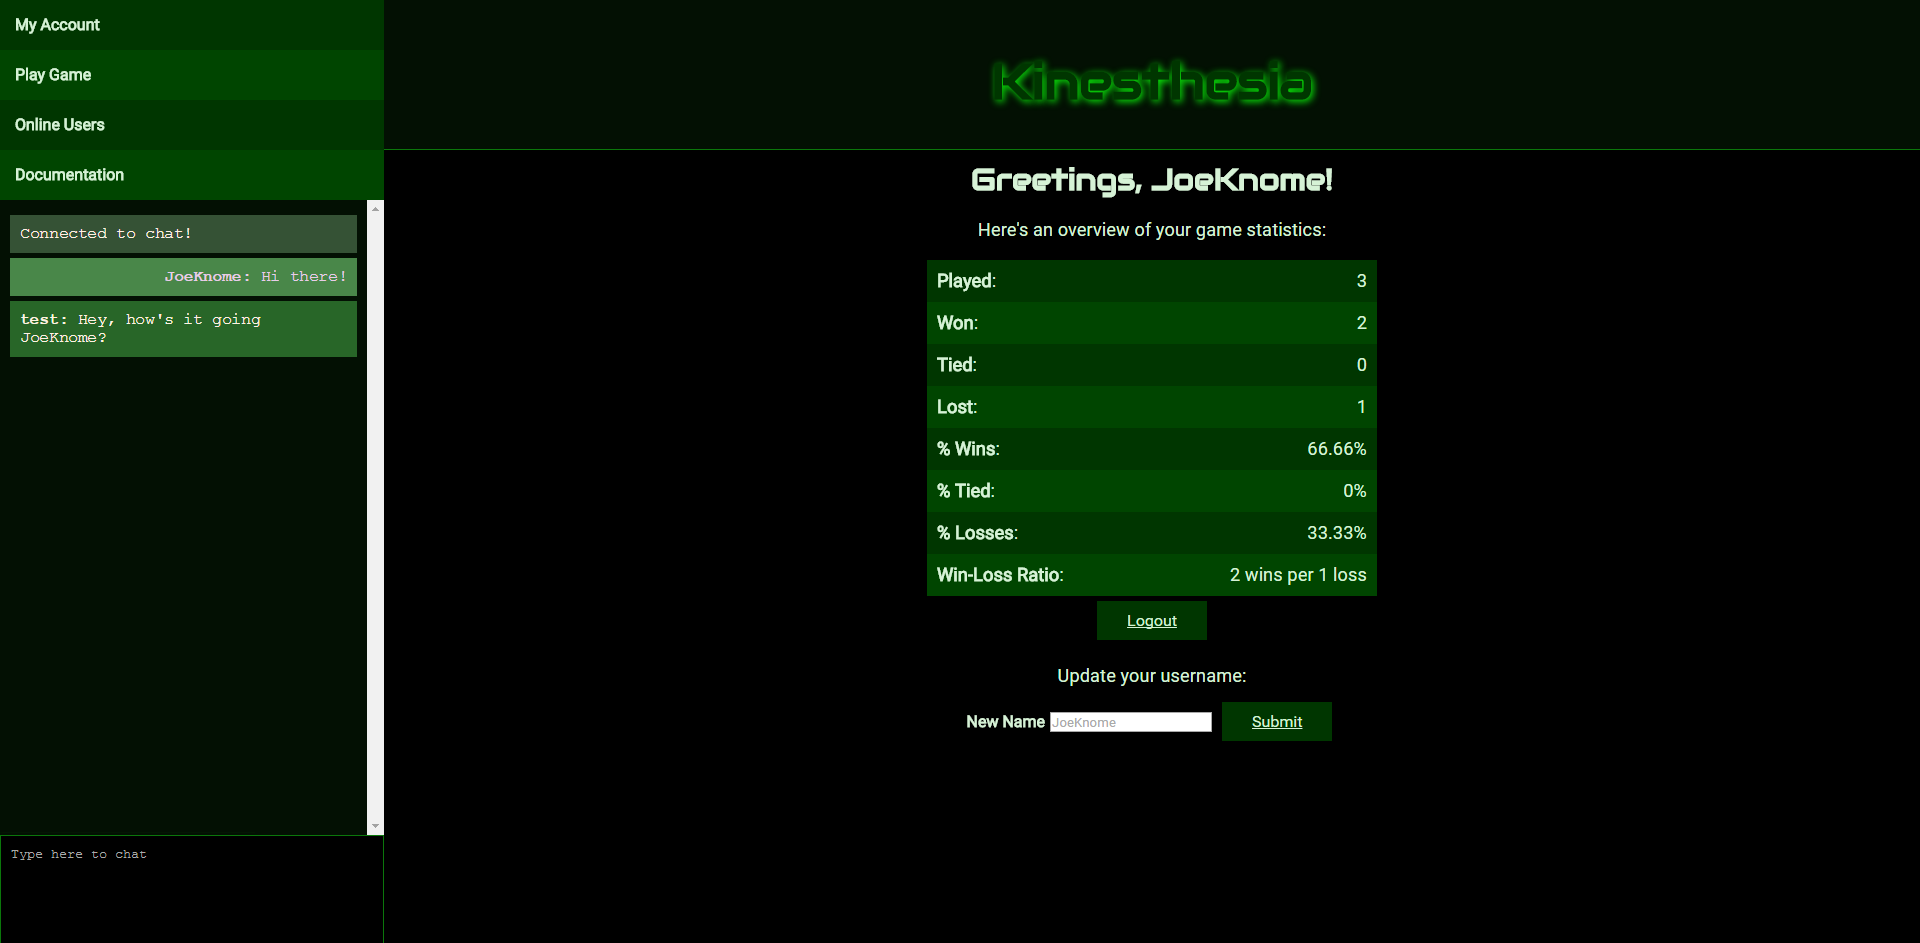 My Account
Play Game
Online Users
Documentation
Connected to chat!
JoeKnome: Hi there!
test: Hey, how's it going
JoeKnome?
Type here to chat
Kinesthesia
Greetings, JoeKnome!
Here's an overview of your game statistics:
Played: 3
Won: 2
Tied: 0
Lost: 1
% Wins: 66.66%
% Tied: 0%
% Losses: 33.33%
Win-Loss Ratio: 2 wins per 1 loss
Logout
Update your username:
New Name JoeKnome Submit